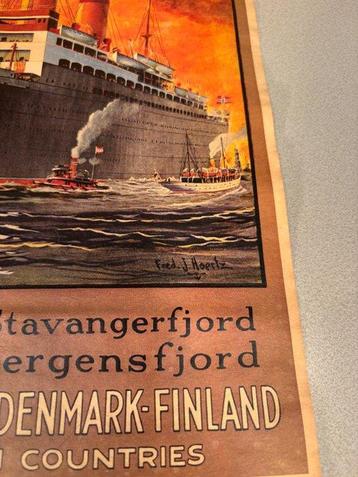 Fred. J. Hoertz
Stavangerfjord
ergensfjord
DENMARK-FINLAND
COUNTRIES